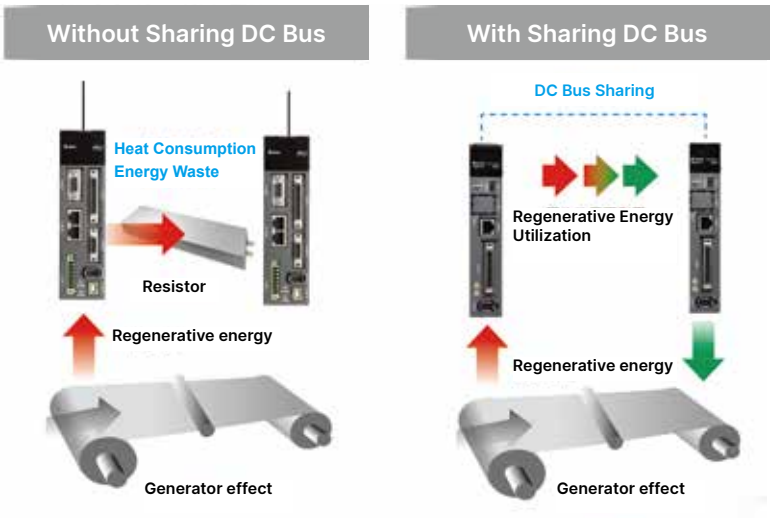 Without Sharing DC Bus
With Sharing DC Bus
Heat Consumption
Energy Waste
Resistor
Regenerative energy
Generator effect
DC Bus Sharing
Regenerative Energy
Utilization
Regenerative energy
Generator effect